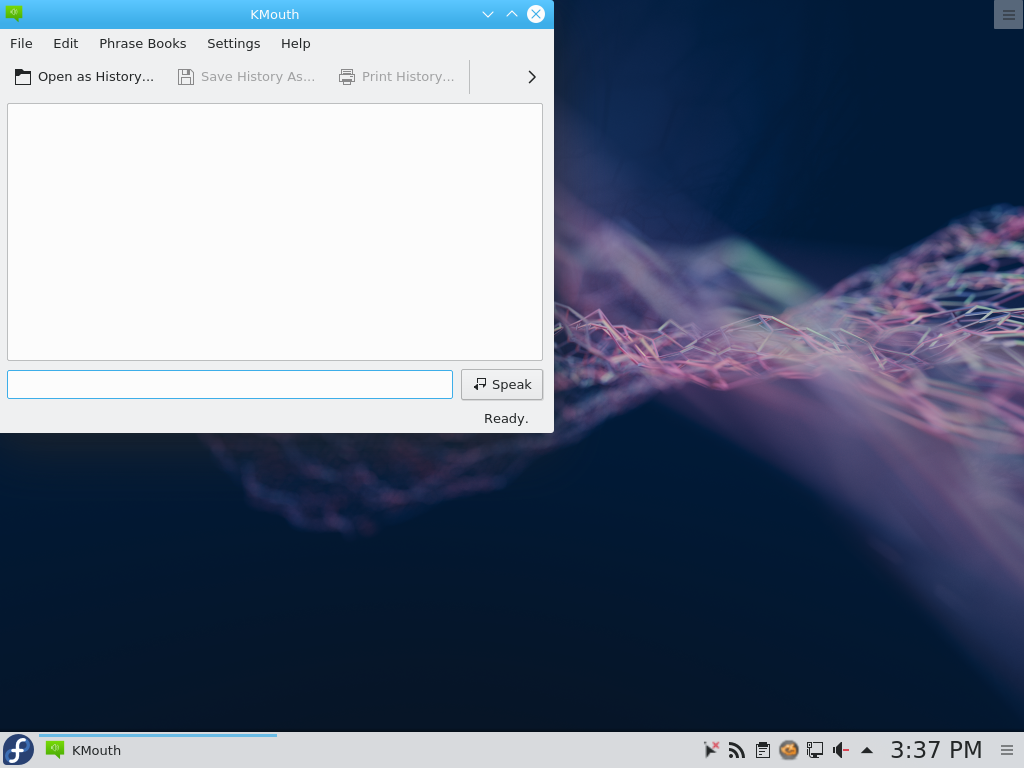 KMouth
File Edit Phrase Books Settings Help
Open as History... Save History As... Print History...
Speak
Ready.
KMouth
3:37 PM